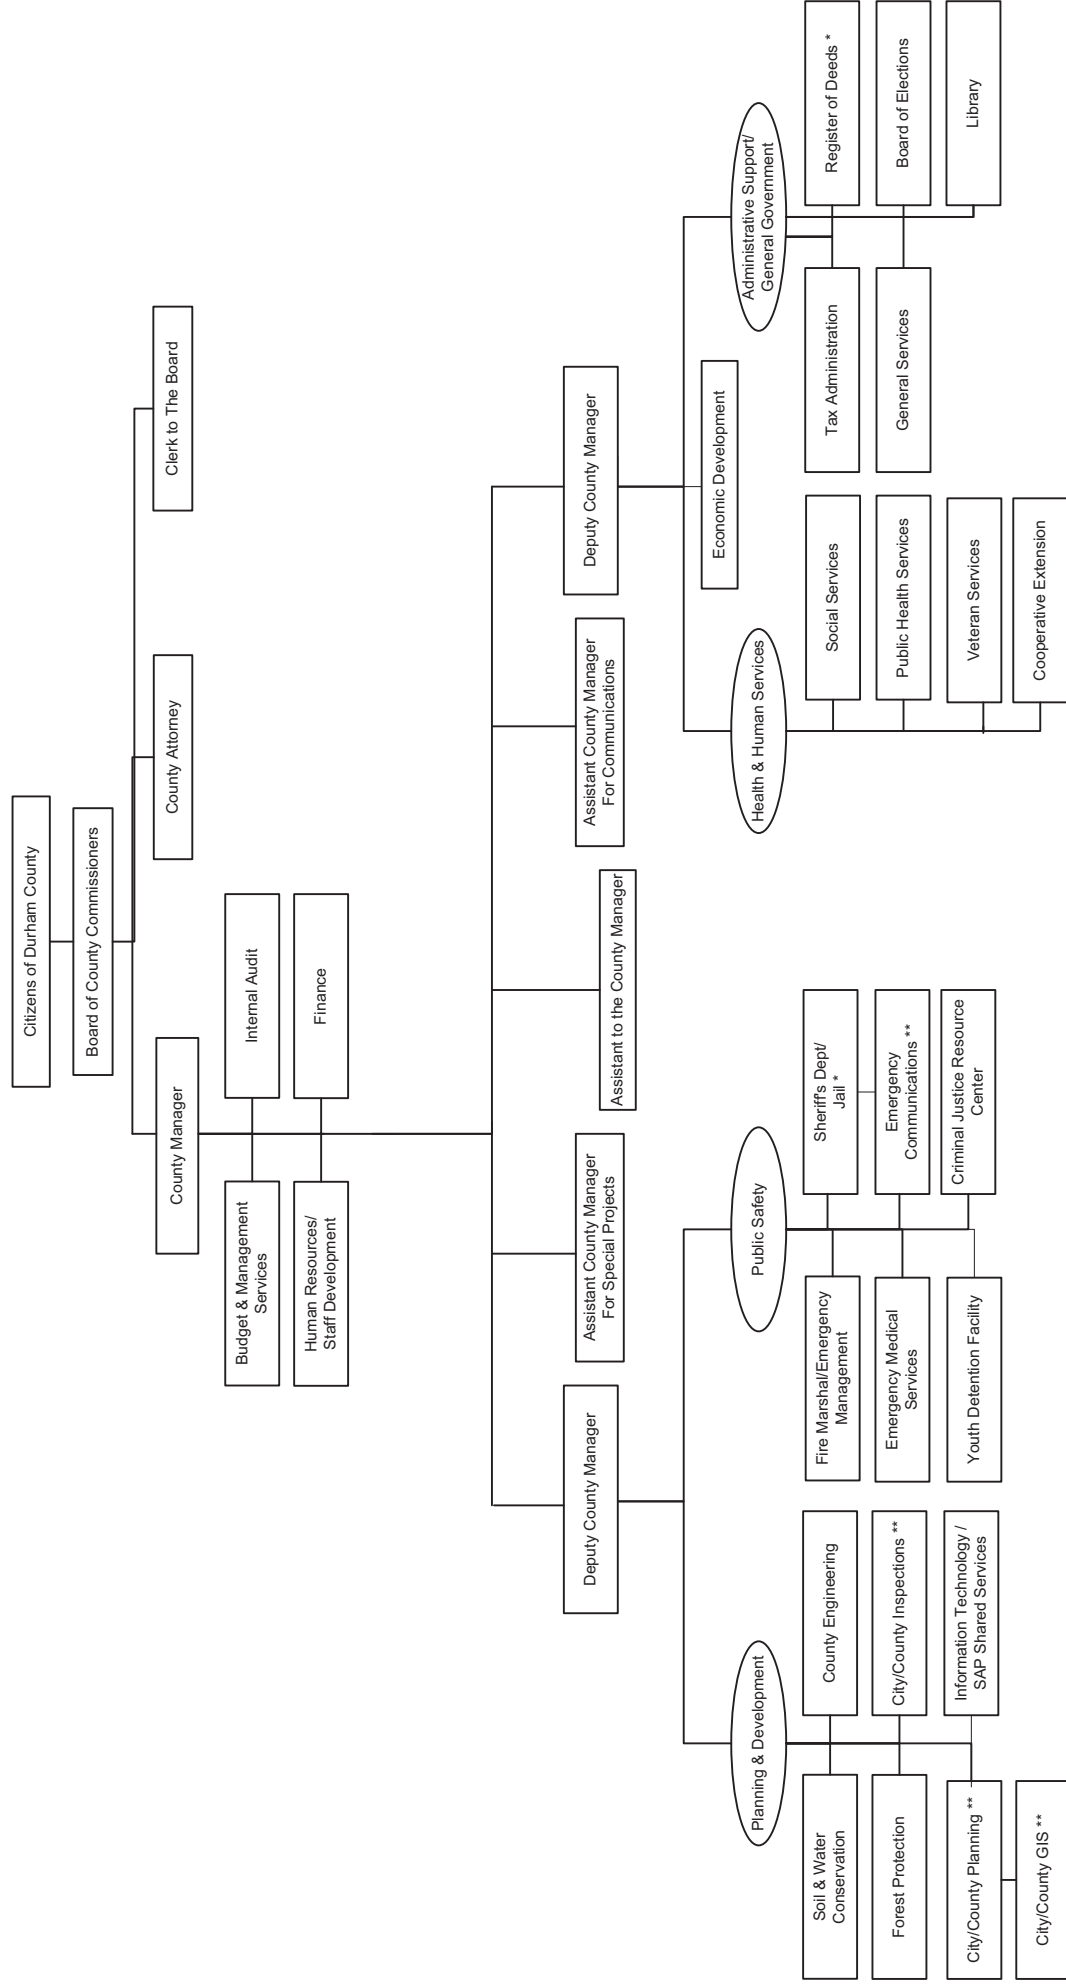 Citizens of Durham County
Board of County Commissioners
County Manager
County Attorney
Clerk to The Board
Budget & Management
Services
Internal Audit
Human Resources/
Staff Development
Finance
Deputy County Manager
Assistant County Manager
For Special Projects
Assistant to the County Manager
Assistant County Manager
For Communications
Deputy County Manager
Economic Development
Planning & Development
Public Safety
Health & Human Services
Administrative Support/
General Government
Soil & Water
Conservation
County Engineering
Forest Protection
City/County Inspections **
City/County Planning **
Information Technology /
SAP Shared Services
City/County GIS **
Fire Marshal/Emergency
Management
Sheriff's Dept/
Jail *
Emergency Medical
Services
Emergency
Communications **
Youth Detention Facility
Criminal Justice Resource
Center
Social Services
Public Health Services
Veteran Services
Cooperative Extension
Tax Administration
Register of Deeds *
General Services
Board of Elections
Library